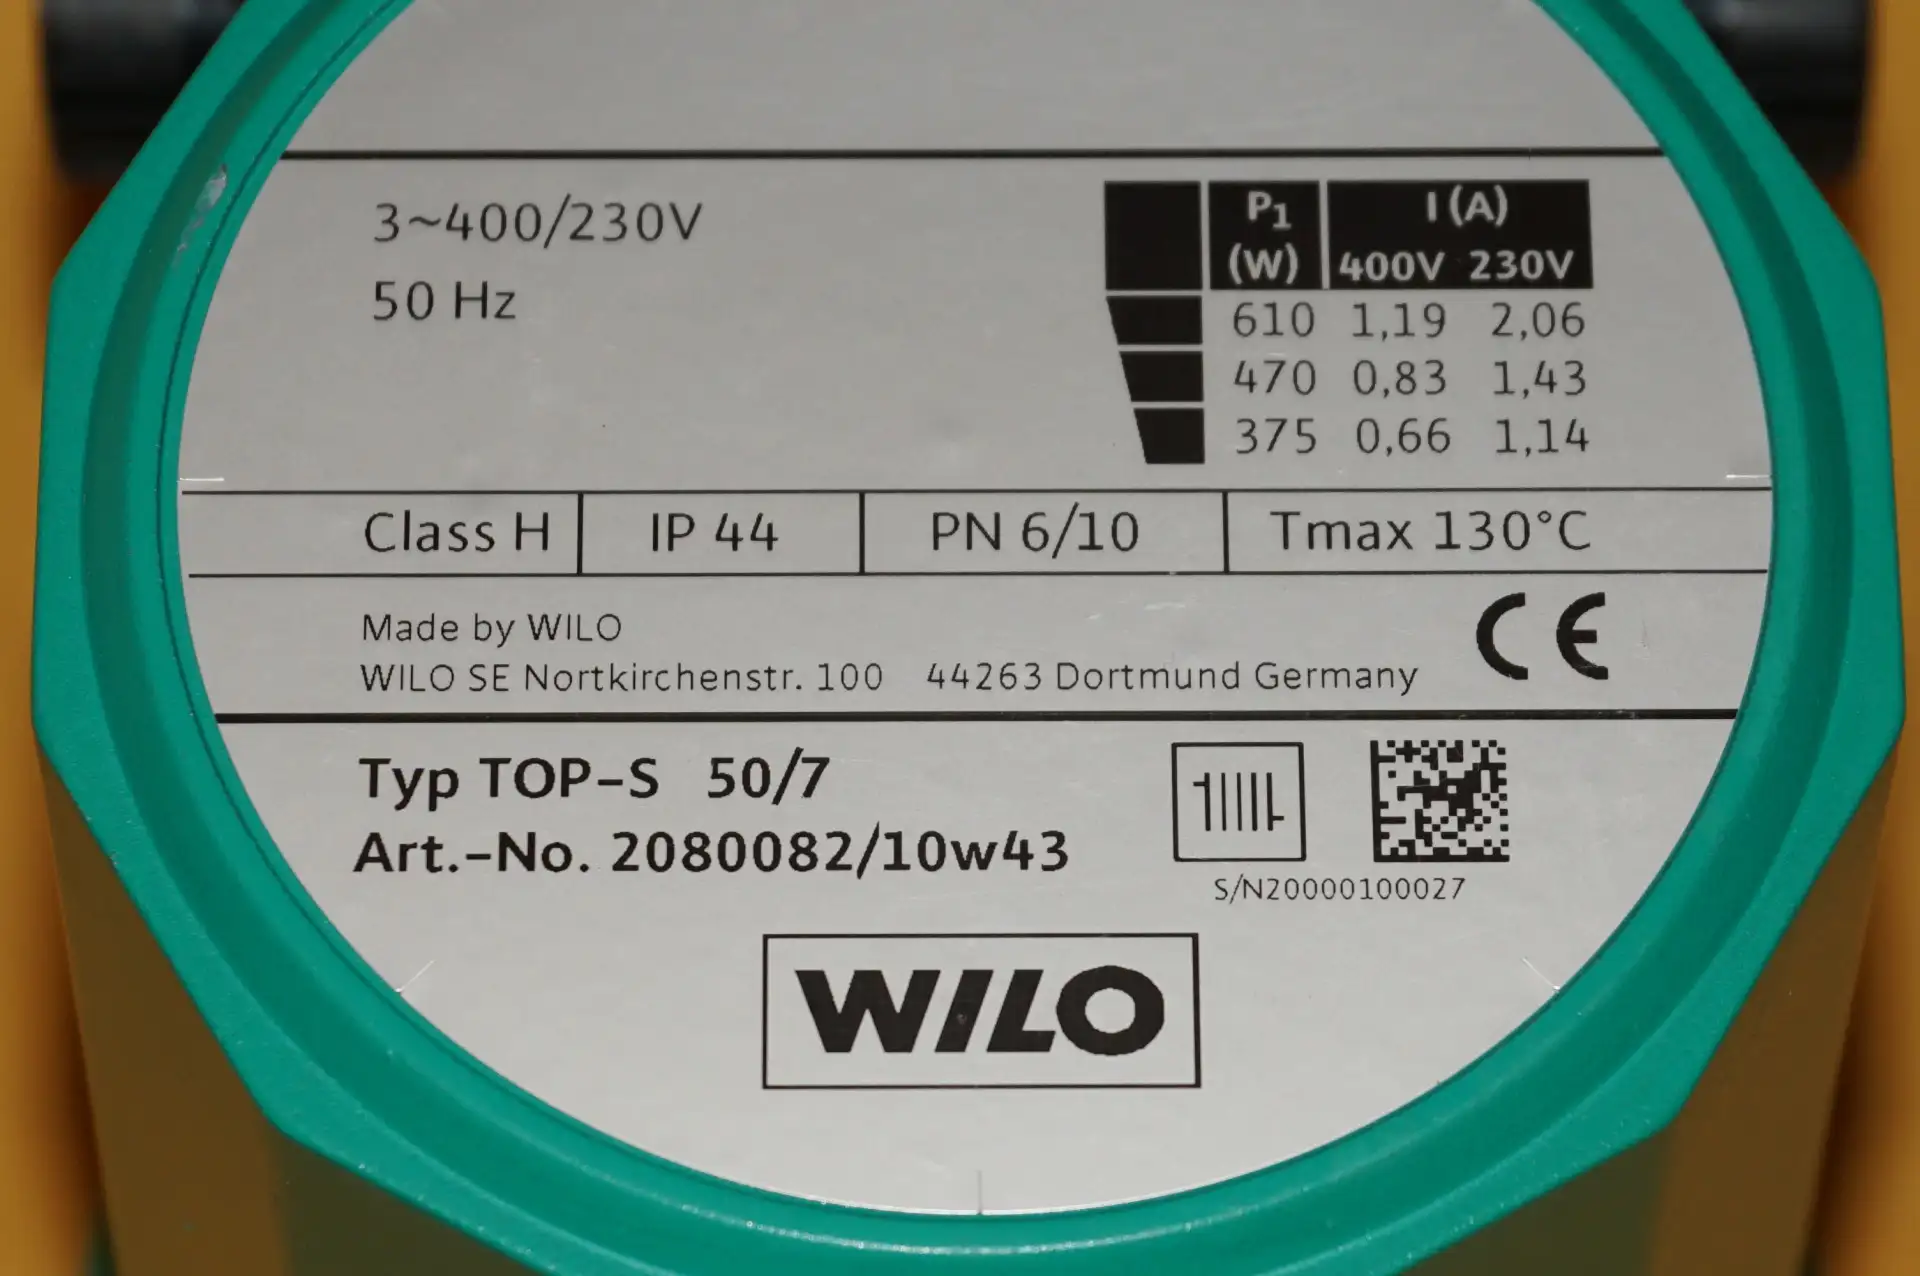 3~400/230V
50 Hz
P1 I (A)
(W) 400V 230V
610 1,19 2,06
470 0,83 1,43
375 0,66 1,14
Class H IP 44 PN 6/10 Tmax 130°C
Made by WILO
WILO SE Nortkirchenstr. 100 44263 Dortmund Germany
CE
Typ TOP-S 50/7
Art.-No. 2080082/10w43
S/N20000100027
WILO